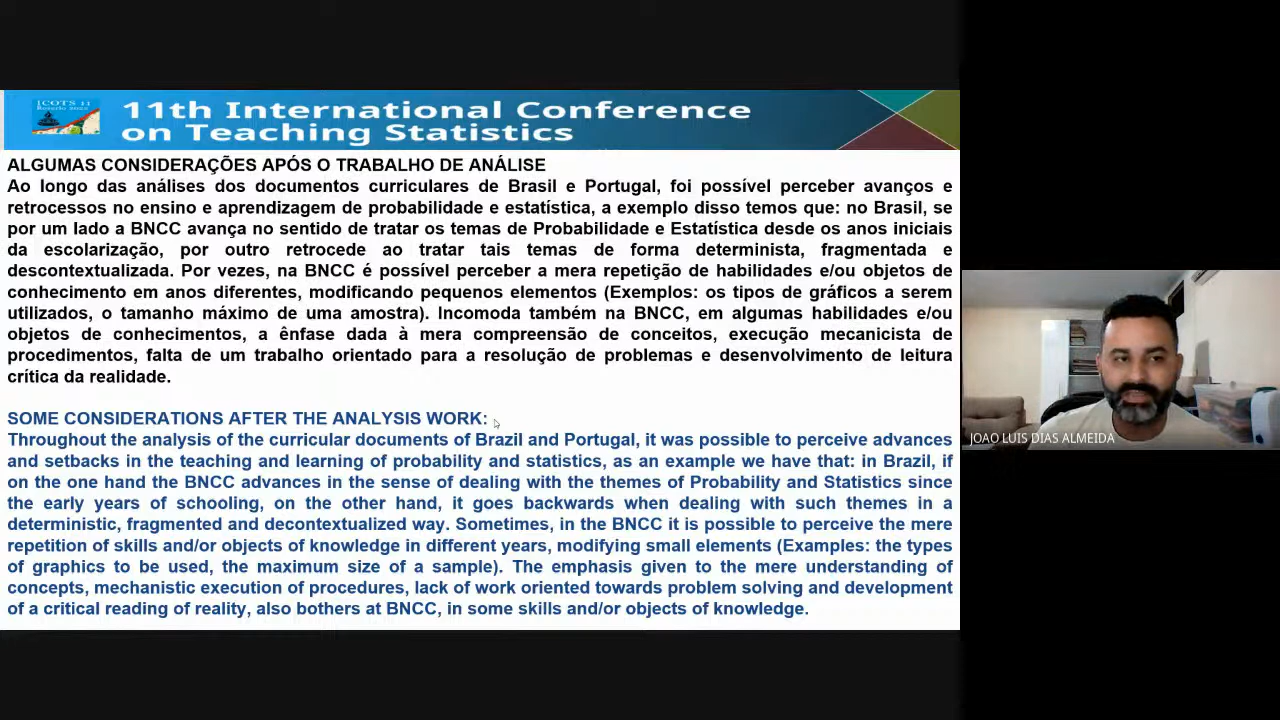 ICOTS 11
11th International Conference
on Teaching Statistics
ALGUMAS CONSIDERAÇÕES APÓS O TRABALHO DE ANÁLISE
Ao longo das análises dos documentos curriculares de Brasil e Portugal, foi possível perceber avanços e
retrocessos no ensino e aprendizagem de probabilidade e estatística, a exemplo disso temos que: no Brasil, se
por um lado a BNCC avança no sentido de tratar os temas de Probabilidade e Estatística desde os anos iniciais
da escolarização, por outro retrocede ao tratar tais temas de forma determinista, fragmentada e
descontextualizada. Por vezes, na BNCC é possível perceber a mera repetição de habilidades e/ou objetos de
conhecimento em anos diferentes, modificando pequenos elementos (Exemplos: os tipos de gráficos a serem
utilizados, o tamanho máximo de uma amostra). Incomoda também na BNCC, em algumas habilidades e/ou
objetos de conhecimentos, a ênfase dada à mera compreensão de conceitos, execução mecanicista de
procedimentos, falta de um trabalho orientado para a resolução de problemas e desenvolvimento de leitura
crítica da realidade.
SOME CONSIDERATIONS AFTER THE ANALYSIS WORK:
Throughout the analysis of the curricular documents of Brazil and Portugal, it was possible to perceive advances
and setbacks in the teaching and learning of probability and statistics, as an example we have that: in Brazil, if
on the one hand the BNCC advances in the sense of dealing with the themes of Probability and Statistics since
the early years of schooling, on the other hand, it goes backwards when dealing with such themes in a
deterministic, fragmented and decontextualized way. Sometimes, in the BNCC it is possible to perceive the mere
repetition of skills and/or objects of knowledge in different years, modifying small elements (Examples: the types
of graphics to be used, the maximum size of a sample). The emphasis given to the mere understanding of
concepts, mechanistic execution of procedures, lack of work oriented towards problem solving and development
of a critical reading of reality, also bothers at BNCC, in some skills and/or objects of knowledge.
JOAO LUIS DIAS ALMEIDA